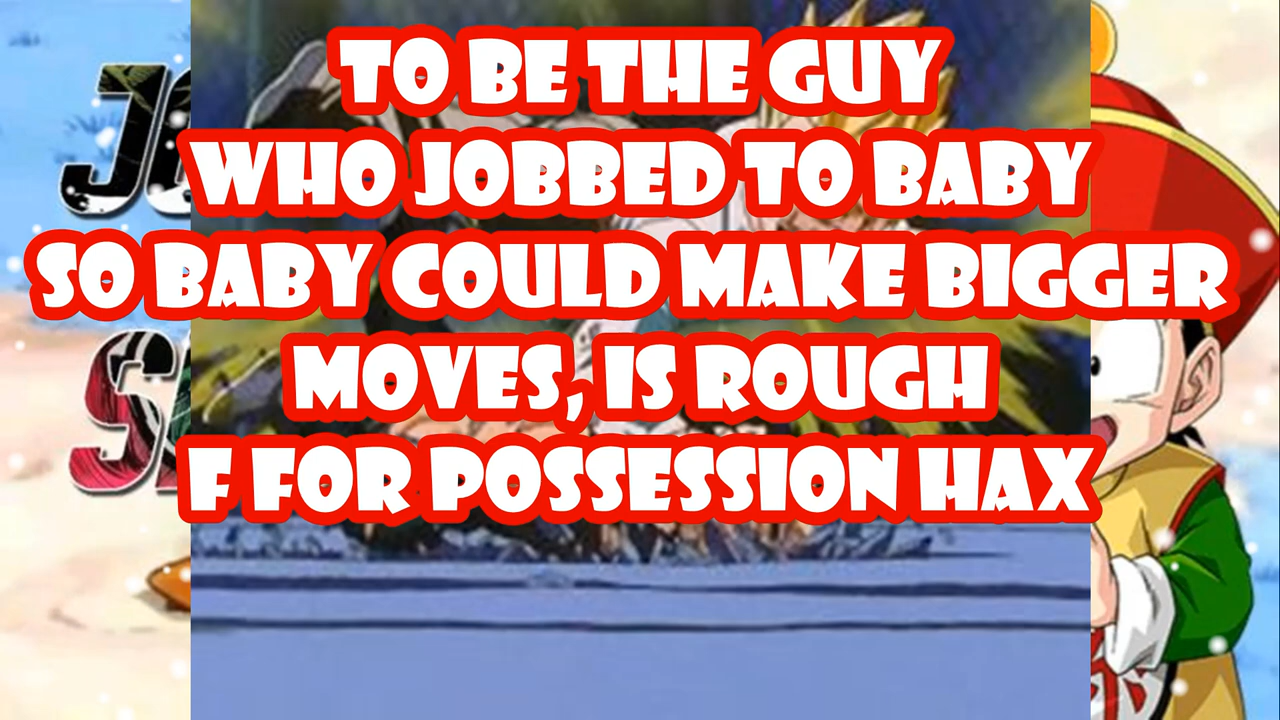 TO BE THE GUY
WHO JOBBED TO BABY
SO BABY COULD MAKE BIGGER
MOVES, IS ROUGH
F FOR POSSESSION HAX